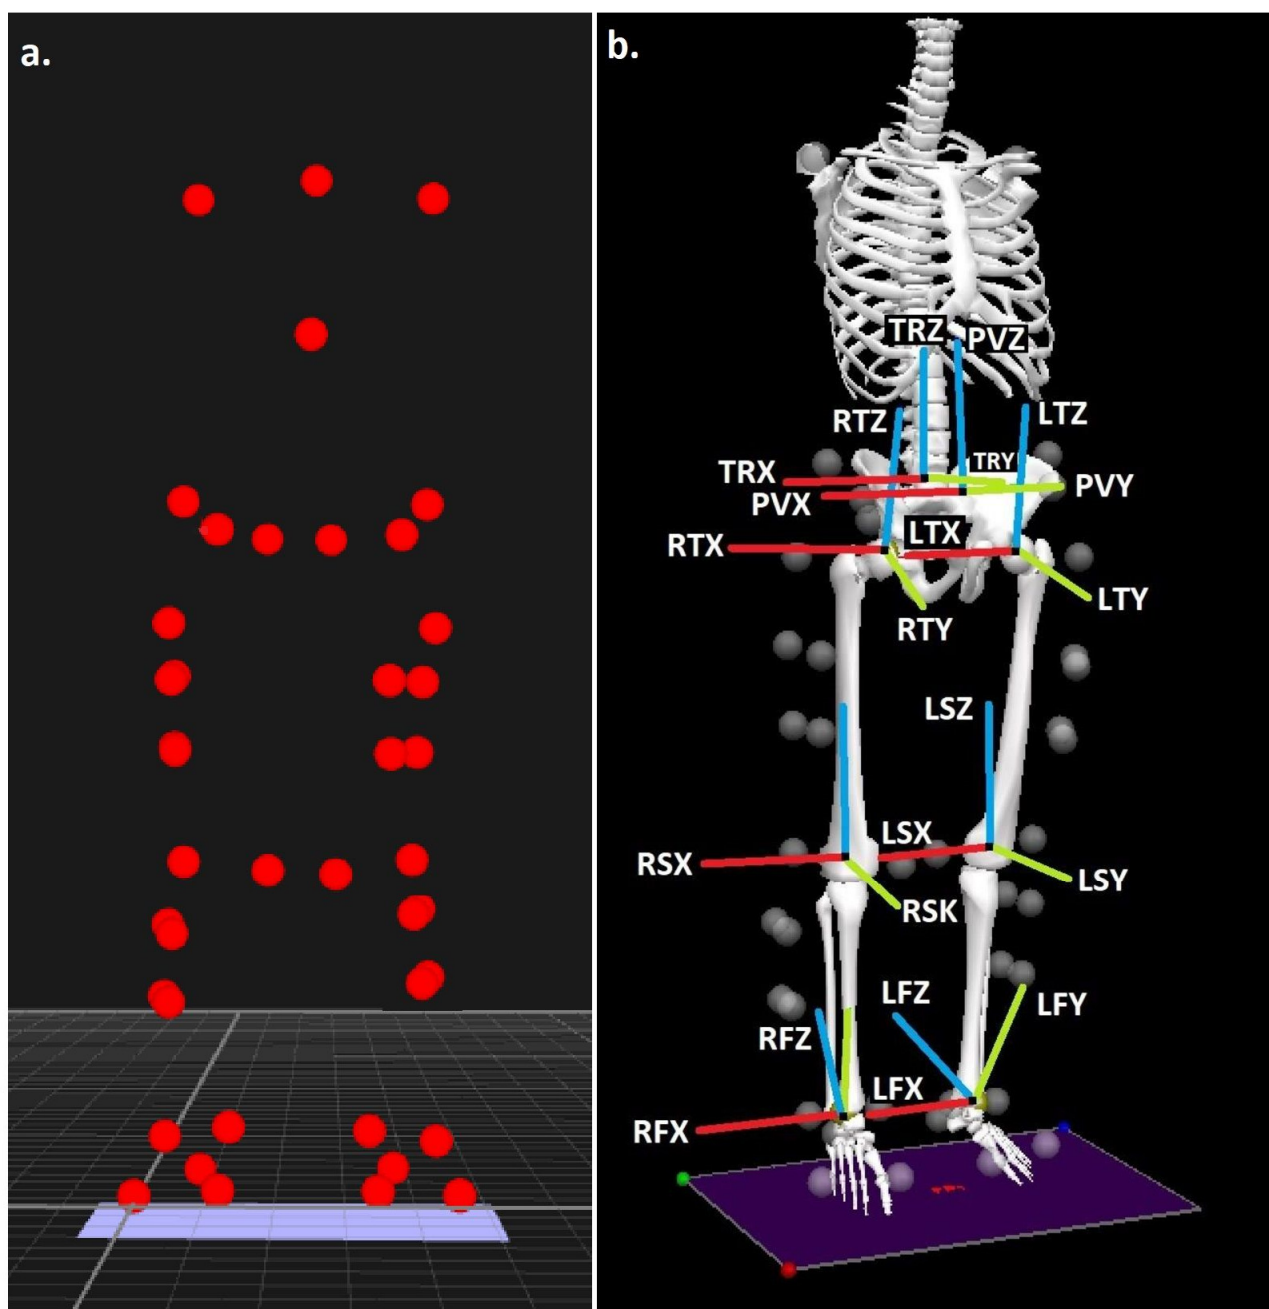 a.
b.
TRZ
PVZ
RTZ
LTZ
TRY
TRX
PVX
PVY
RTX
LTX
LTY
RTY
LSZ
LSX
RSX
LSY
RSK
LFZ
LFY
RFZ
LFX
RFX